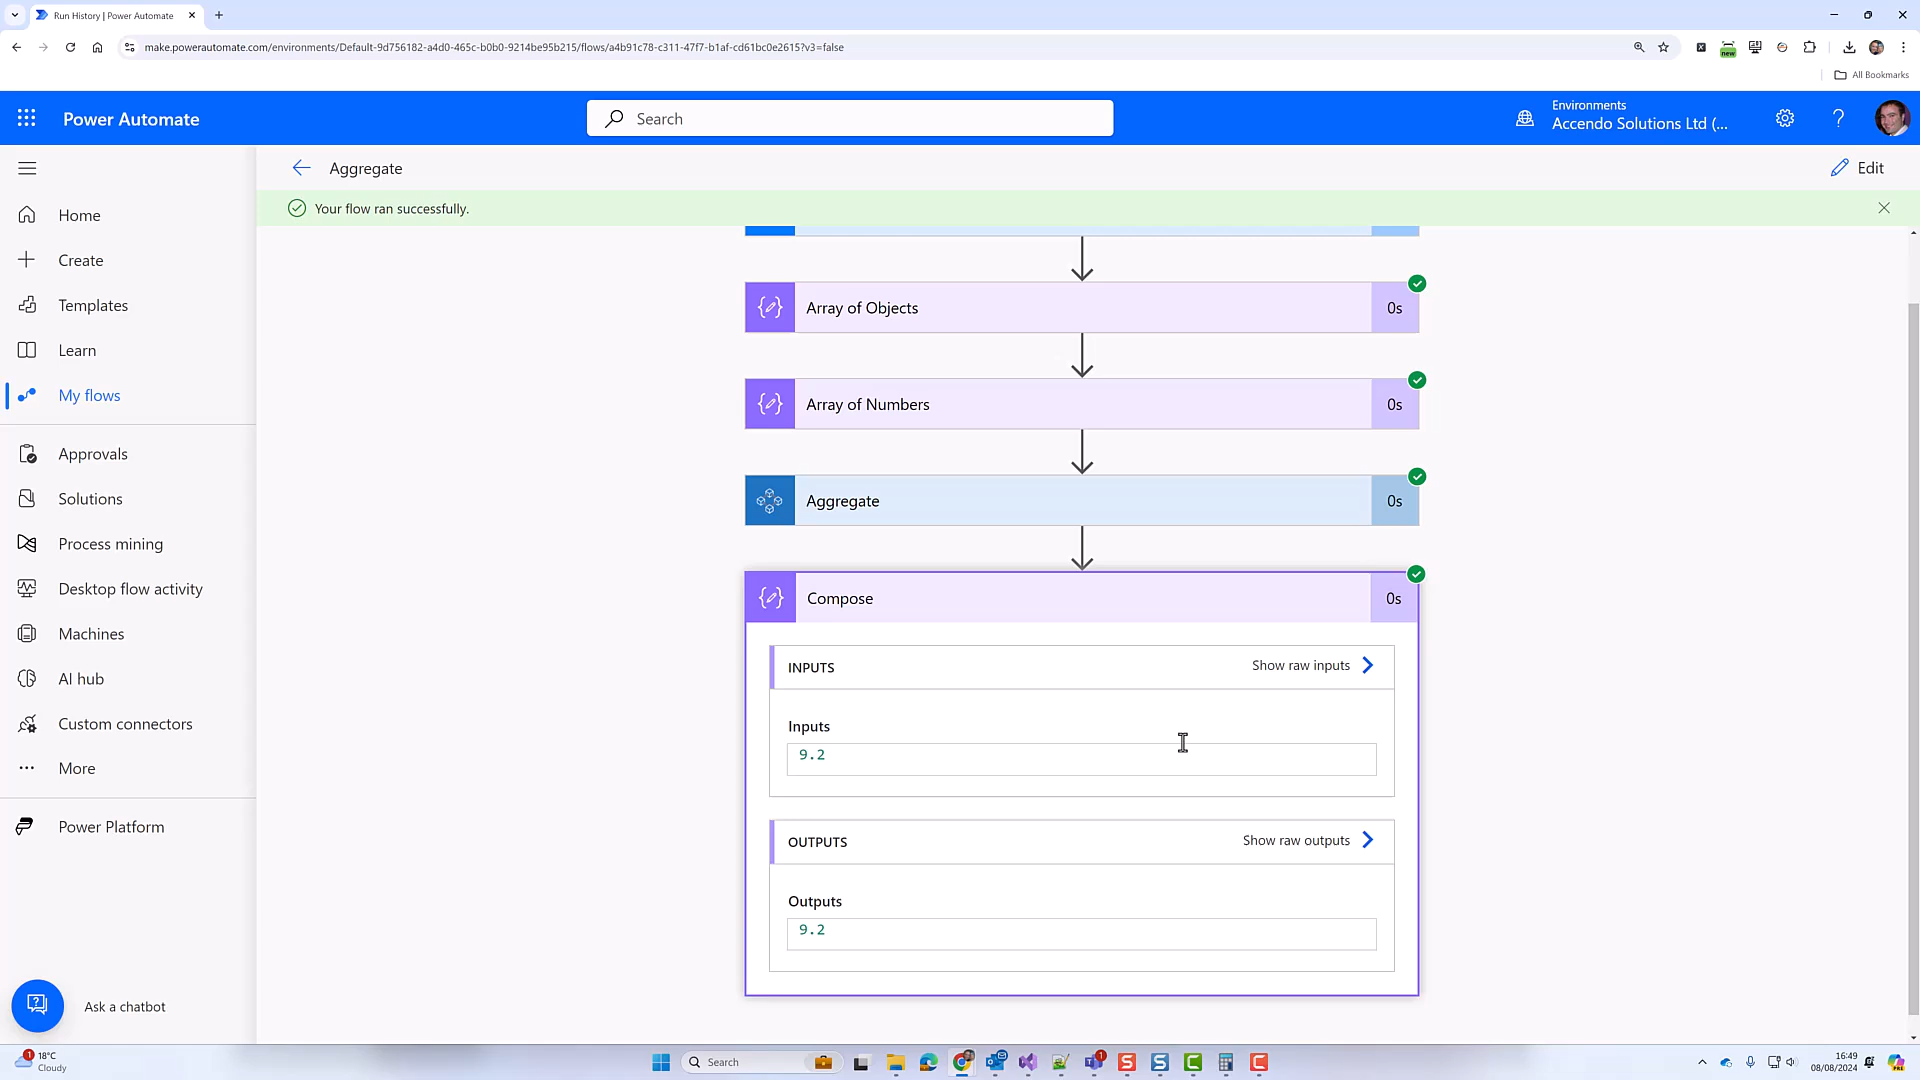 Run History | Power Automate
make.powerautomate.com/environments/Default-9d756182-a4d0-465c-b0b0-9214be95b215/flows/a4b91c78-c311-47f7-b1af-cd61bc0e2615?v3=false
new
All Bookmarks
Power Automate
Search
Environments
Accendo Solutions Ltd (...
Aggregate
Edit
Your flow ran successfully.
Home
Create
Templates
Learn
My flows
Approvals
Solutions
Process mining
Desktop flow activity
Machines
AI hub
Custom connectors
More
Power Platform
Ask a chatbot
Array of Objects
0s
Array of Numbers
0s
Aggregate
0s
Compose
0s
INPUTS
Show raw inputs
Inputs
9.2
OUTPUTS
Show raw outputs
Outputs
9.2
1
18°C
Cloudy
Search
1
16:49
08/08/2024